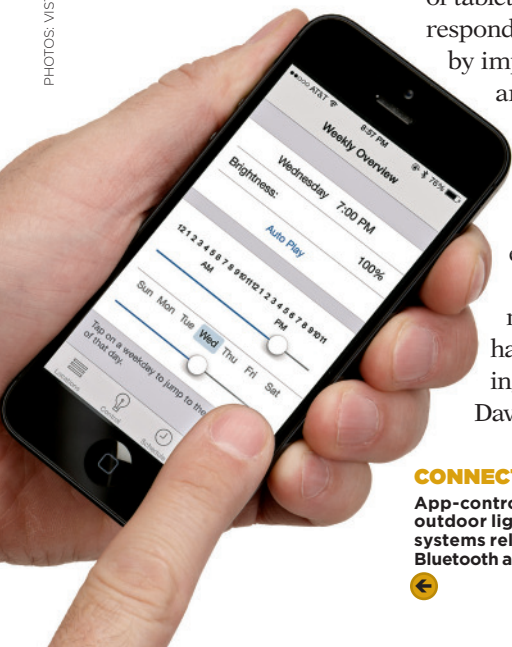 PHOTOS: VIS
of tablet
respond
by imp
an
AT&T 8:57 PM 76%
Weekly Overview
Wednesday 7:00 PM
Brightness: 100%
Auto Play
12 1 2 3 4 5 6 7 8 9 10 11 12 1 2 3 4 5 6 7 8 9 10 11
AM PM
Sun Mon Tue Wed Thu Fri Sat
Tap on a weekday to jump to the
of that day.
Locations Control Schedule
ha
in
Dav
CONNECT
App-contro
outdoor lig
systems rel
Bluetooth a